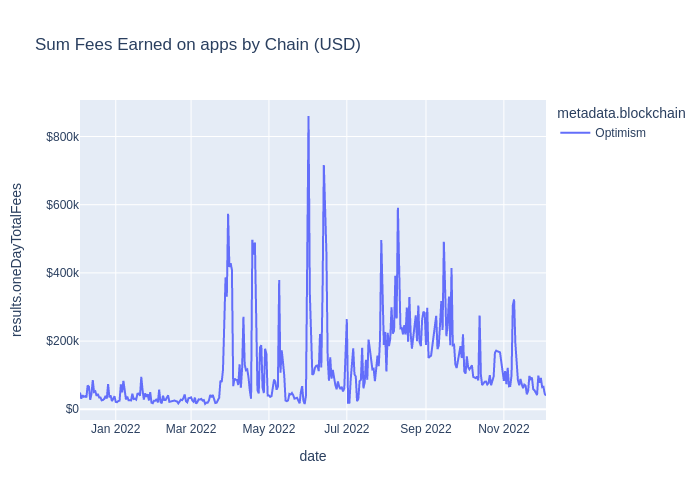 Sum Fees Earned on apps by Chain (USD)
metadata.blockchain
Optimism
results.oneDayTotalFees
$800k
$600k
$400k
$200k
$0
Jan 2022
Mar 2022
May 2022
Jul 2022
Sep 2022
Nov 2022
date